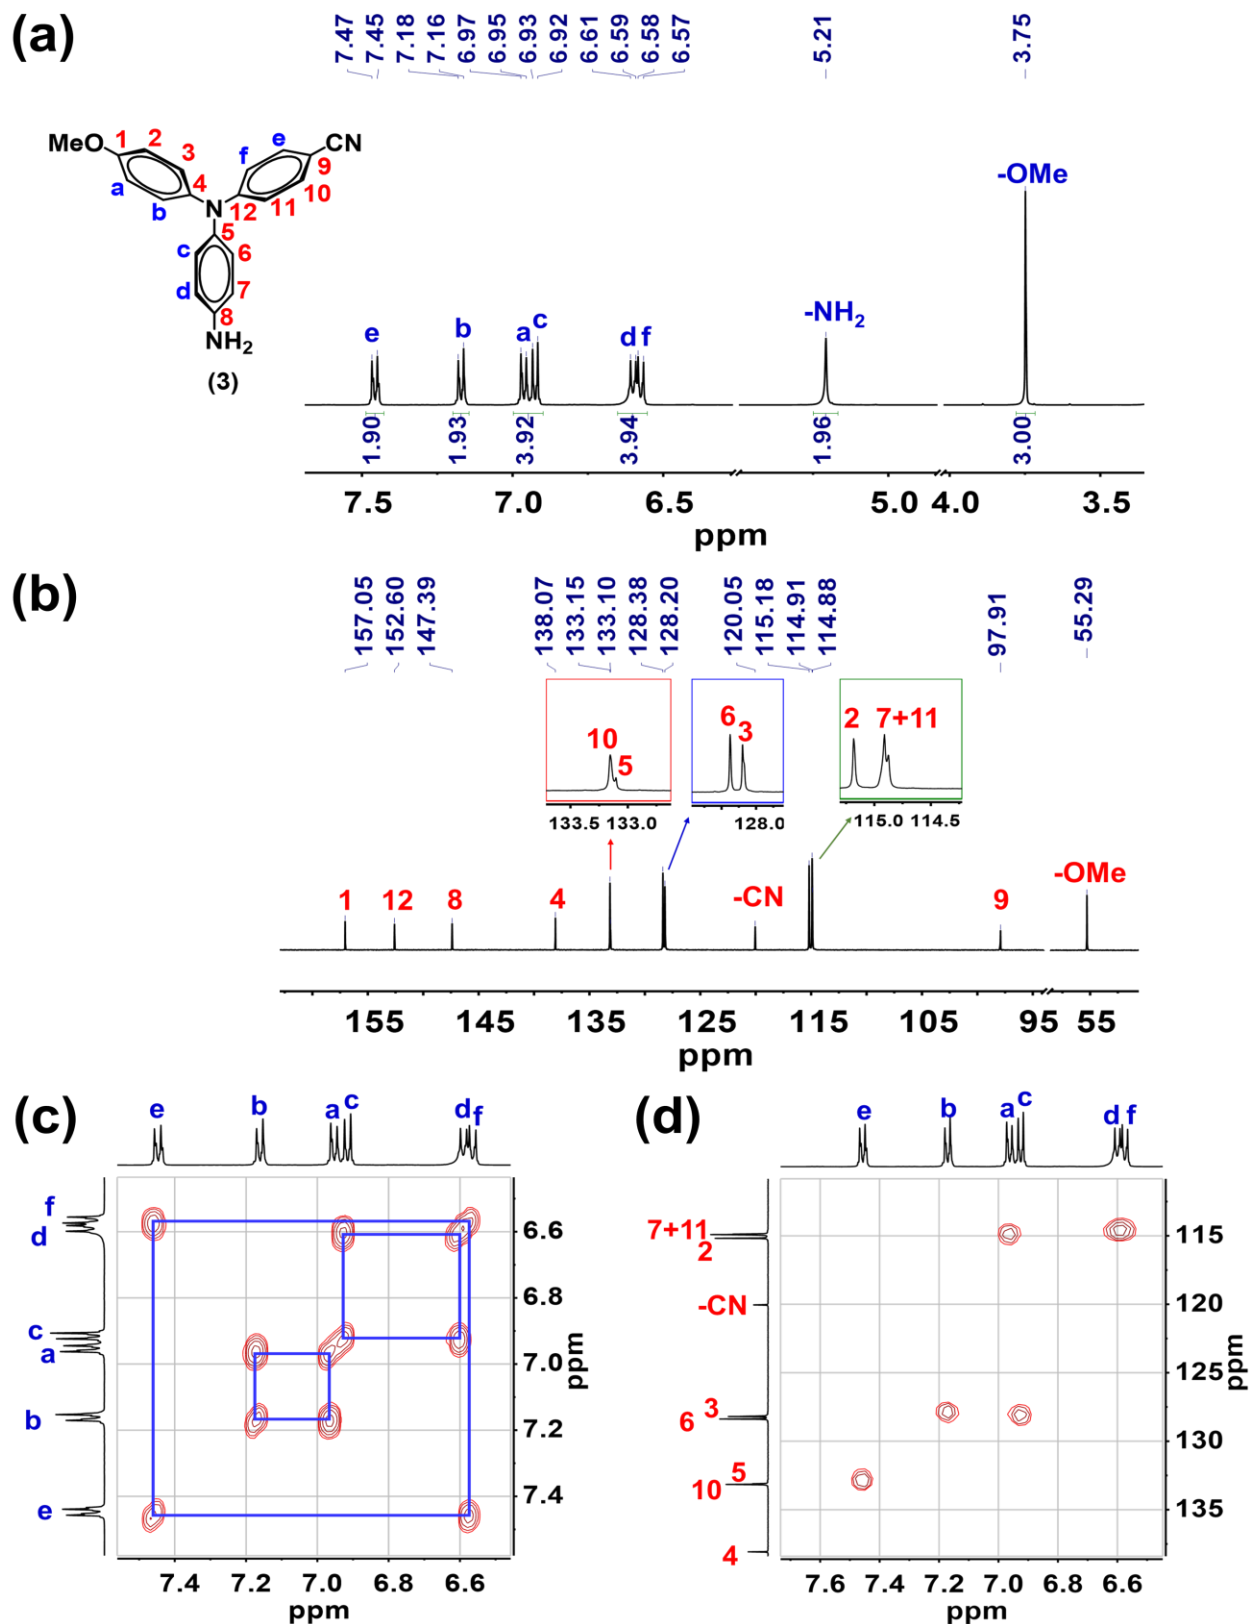 (a)
7.47 7.45 7.18 7.16 6.97 6.95 6.93 6.92 6.61 6.59 6.58 6.57 5.21 3.75
MeO 1 2 3 4 a b N
e f CN 9 10 11 12
5 c 6 d 7 8
NH2
(3)
e b a c d f -NH2 -OMe
1.90 1.93 3.92 3.94 1.96 3.00
7.5 7.0 6.5 5.0 4.0 3.5
ppm
(b)
157.05 152.60 147.39 138.07 133.15 133.10 128.38 128.20 120.05 115.18 114.91 114.88 97.91 55.29
10 5 6 3 2 7+11
133.5 133.0 128.0 115.0 114.5
1 12 8 4 -CN 9 -OMe
155 145 135 125 115 105 95 55
ppm
(c)
e b a c d f
f
d
c
a
b
e
6.6
6.8
7.0
7.2
7.4
ppm
7.4 7.2 7.0 6.8 6.6
ppm
(d)
e b a c d f
7+11
2
-CN
3
6
5
10
4
115
120
125
130
135
ppm
7.6 7.4 7.2 7.0 6.8 6.6
ppm